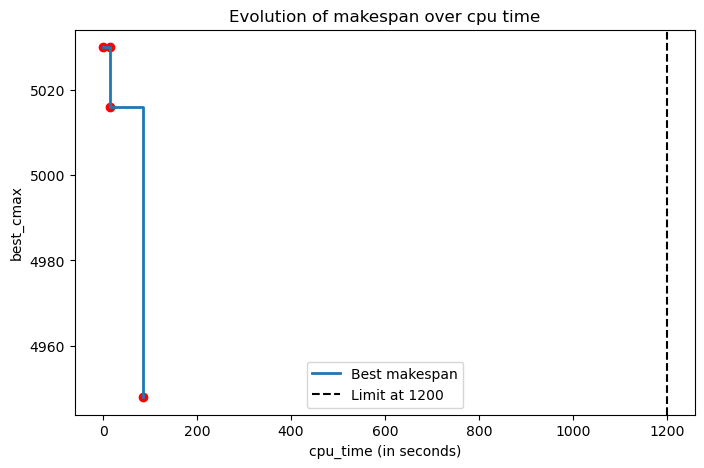 Evolution of makespan over cpu time
best_cmax
5020
5000
4980
4960
Best makespan
Limit at 1200
0
200
400
600
800
1000
1200
cpu_time (in seconds)